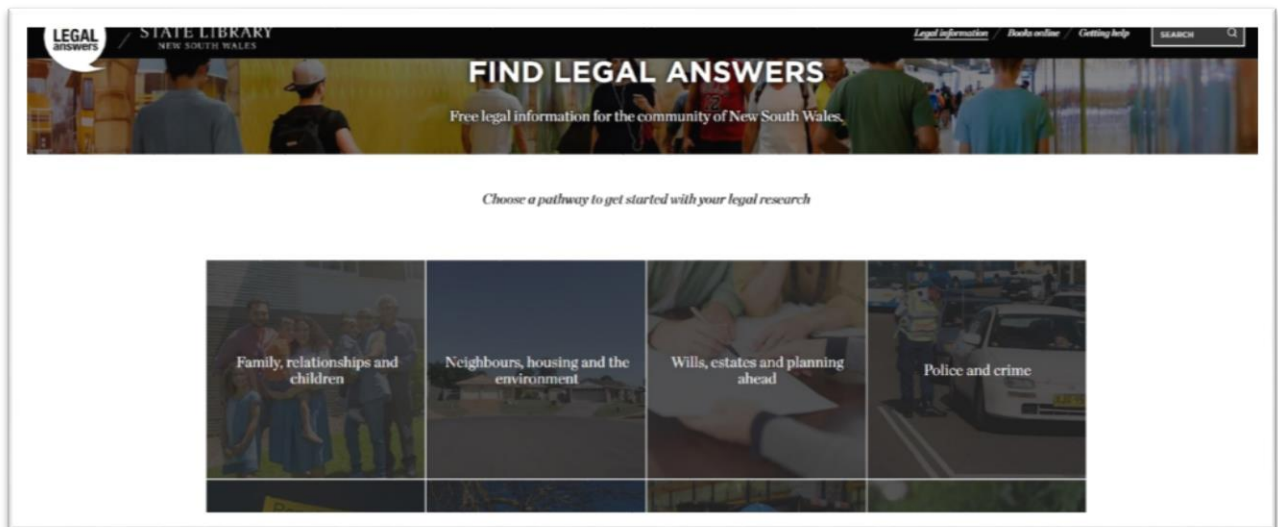 LEGAL
answers
STATE LIBRARY
NEW SOUTH WALES
Legal information / Books online / Getting help
SEARCH
FIND LEGAL ANSWERS
Free legal information for the community of New South Wales.
Choose a pathway to get started with your legal research
Family, relationships and
children
Neighbours, housing and the
environment
Wills, estates and planning
ahead
Police and crime